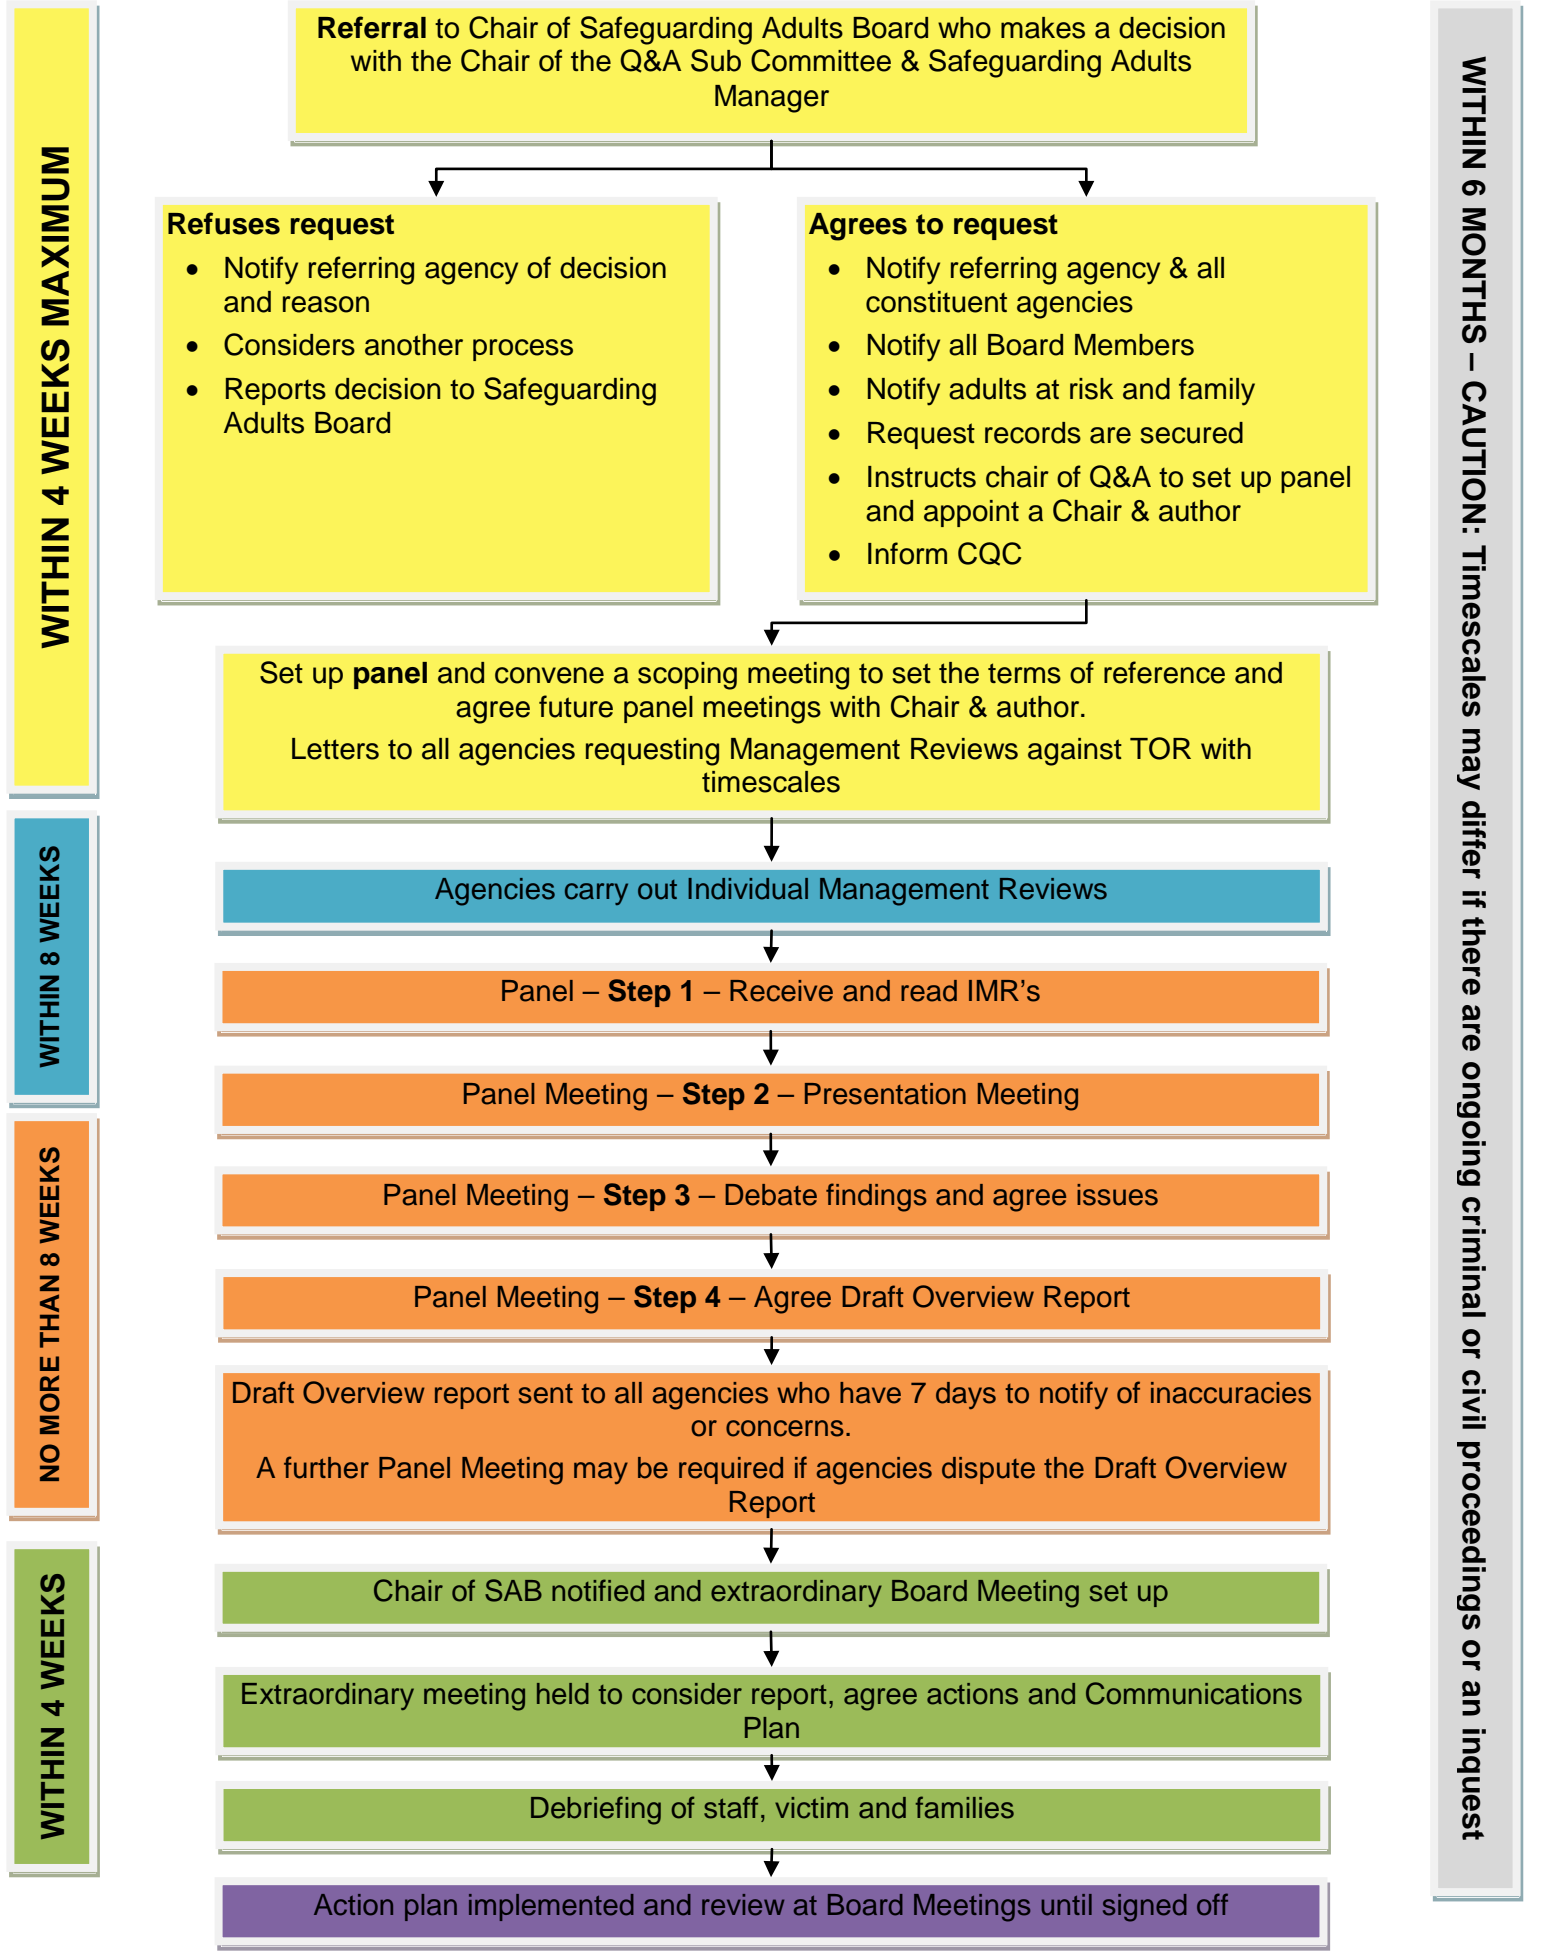 Referral to Chair of Safeguarding Adults Board who makes a decision
with the Chair of the Q&A Sub Committee & Safeguarding Adults
Manager
WITHIN 4 WEEKS MAXIMUM
Refuses request
• Notify referring agency of decision
and reason
• Considers another process
• Reports decision to Safeguarding
Adults Board
Agrees to request
• Notify referring agency & all
constituent agencies
• Notify all Board Members
• Notify adults at risk and family
• Request records are secured
• Instructs chair of Q&A to set up panel
and appoint a Chair & author
• Inform CQC
Set up panel and convene a scoping meeting to set the terms of reference and
agree future panel meetings with Chair & author.
Letters to all agencies requesting Management Reviews against TOR with
timescales
WITHIN 8 WEEKS
Agencies carry out Individual Management Reviews
Panel – Step 1 – Receive and read IMR's
Panel Meeting – Step 2 – Presentation Meeting
NO MORE THAN 8 WEEKS
Panel Meeting – Step 3 – Debate findings and agree issues
Panel Meeting – Step 4 – Agree Draft Overview Report
Draft Overview report sent to all agencies who have 7 days to notify of inaccuracies
or concerns.
A further Panel Meeting may be required if agencies dispute the Draft Overview
Report
WITHIN 4 WEEKS
Chair of SAB notified and extraordinary Board Meeting set up
Extraordinary meeting held to consider report, agree actions and Communications
Plan
Debriefing of staff, victim and families
Action plan implemented and review at Board Meetings until signed off
WITHIN 6 MONTHS – CAUTION: Timescales may differ if there are ongoing criminal or civil proceedings or an inquest